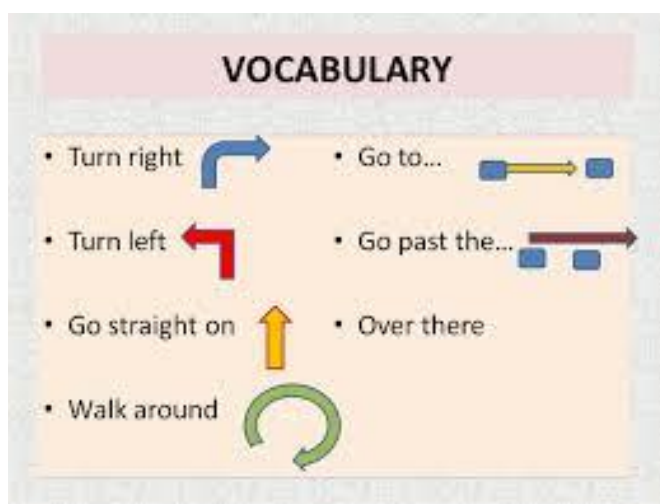 VOCABULARY
• Turn right
• Turn left
• Go straight on
• Walk around
• Go to...
• Go past the...
• Over there